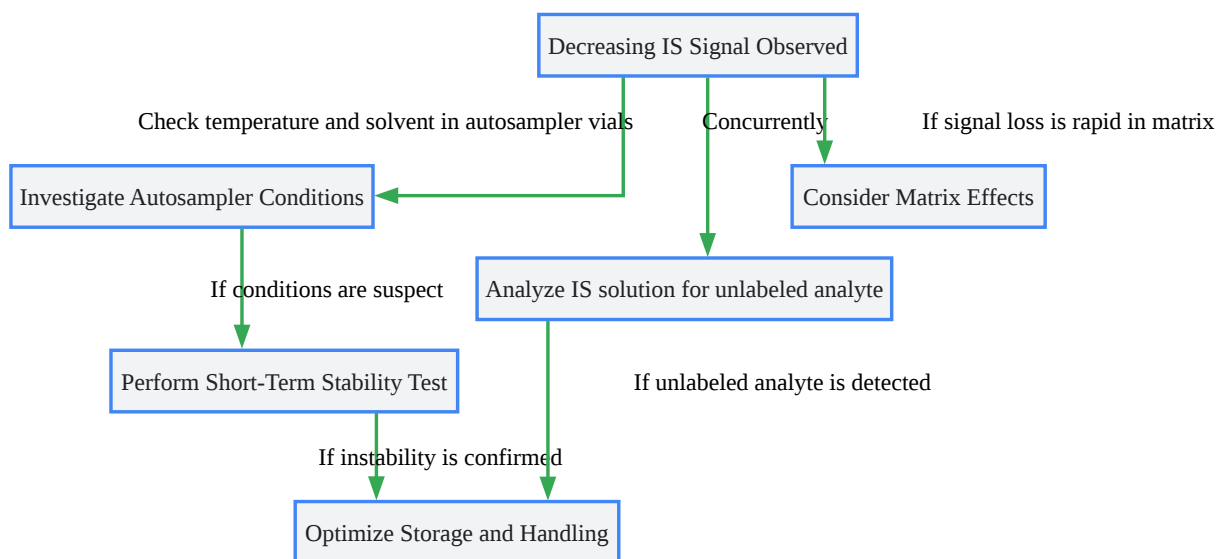 Decreasing IS Signal Observed
Check temperature and solvent in autosampler vials
Concurrently
If signal loss is rapid in matrix
Investigate Autosampler Conditions
Consider Matrix Effects
If conditions are suspect
Analyze IS solution for unlabeled analyte
Perform Short-Term Stability Test
If unlabeled analyte is detected
If instability is confirmed
Optimize Storage and Handling